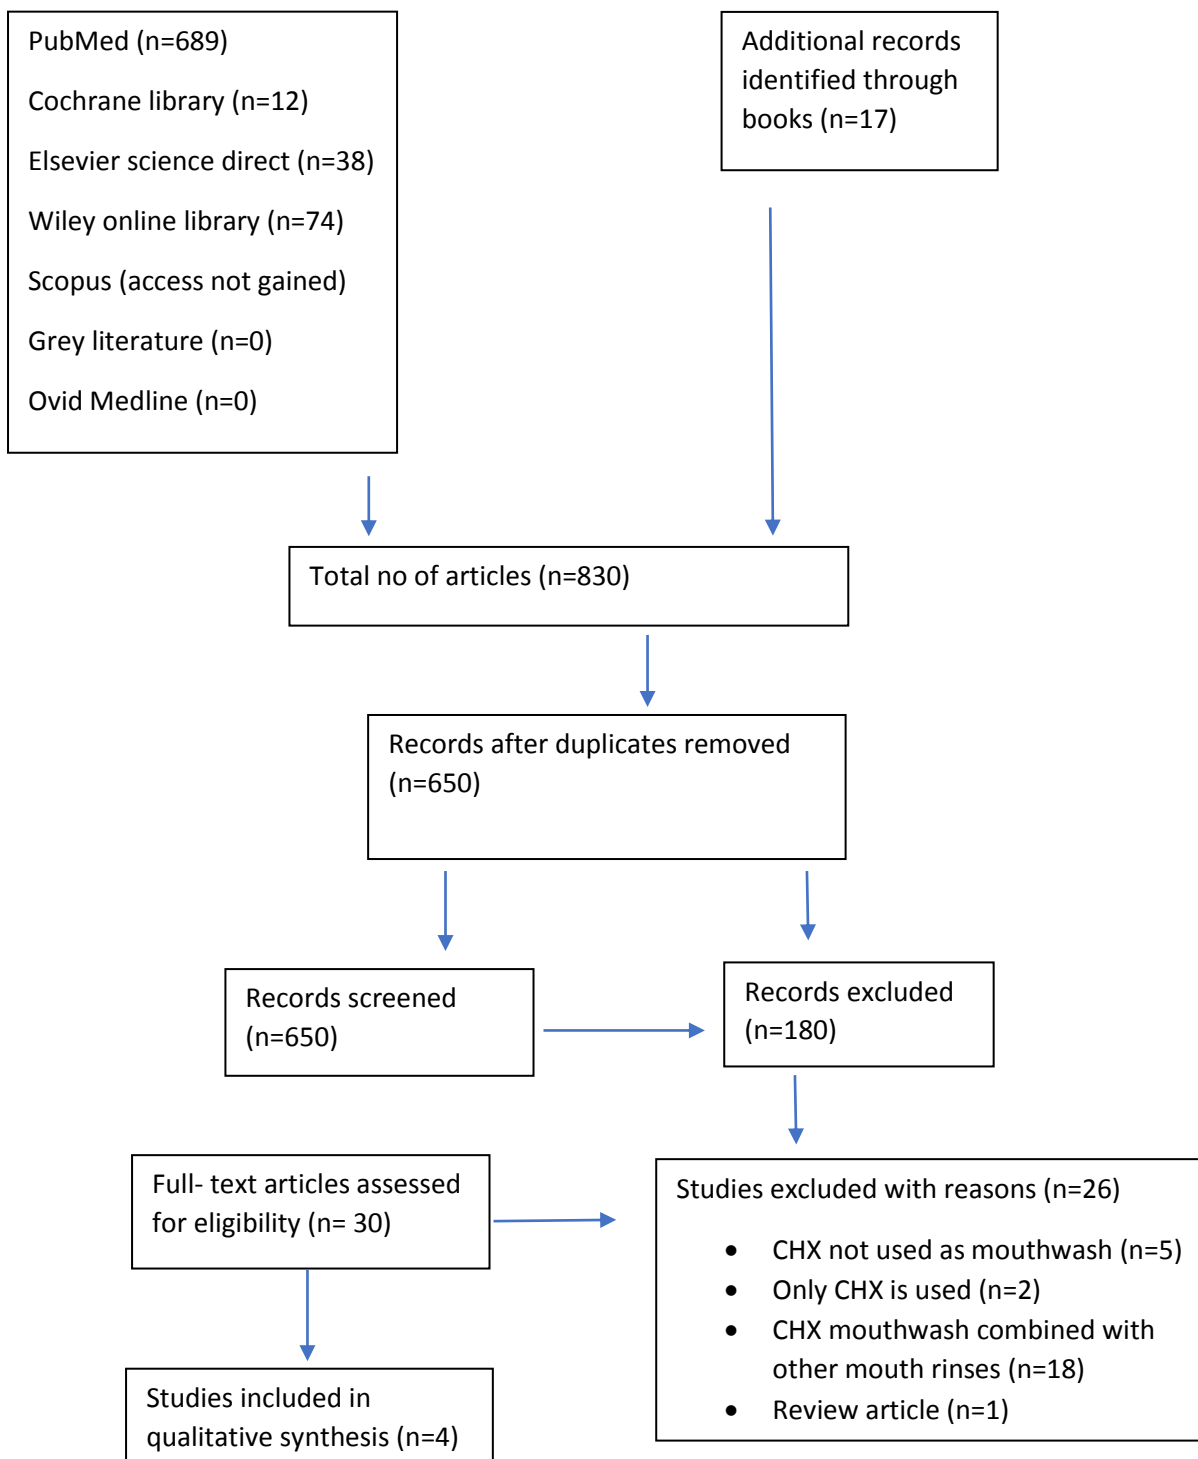 PubMed (n=689)
Cochrane library (n=12)
Elsevier science direct (n=38)
Wiley online library (n=74)
Scopus (access not gained)
Grey literature (n=0)
Ovid Medline (n=0)
Additional records
identified through
books (n=17)
Total no of articles (n=830)
Records after duplicates removed
(n=650)
Records screened
(n=650)
Records excluded
(n=180)
Full- text articles assessed
for eligibility (n= 30)
Studies excluded with reasons (n=26)
• CHX not used as mouthwash (n=5)
• Only CHX is used (n=2)
• CHX mouthwash combined with
other mouth rinses (n=18)
• Review article (n=1)
Studies included in
qualitative synthesis (n=4)